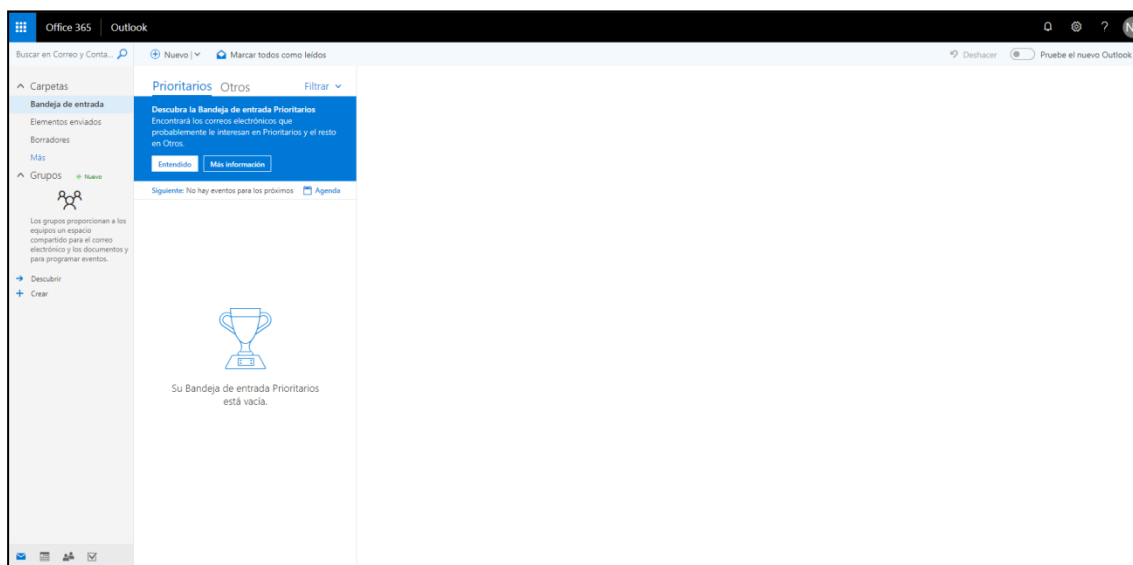 Office 365 Outlook
?
N
Buscar en Correo y Conta...
Nuevo
Marcar todos como leídos
Deshacer
Pruebe el nuevo Outlook
Carpetas
Bandeja de entrada
Elementos enviados
Borradores
Más
Grupos + Nuevo
Los grupos proporcionan a los
equipos un espacio
compartido para el correo
electrónico y los documentos y
para programar eventos.
Descubrir
Crear
Prioritarios Otros Filtrar
Descubra la Bandeja de entrada Prioritarios
Encontrará los correos electrónicos que
probablemente le interesan en Prioritarios y el resto
en Otros.
Entendido Más información
Siguiente: No hay eventos para los próximos Agenda
Su Bandeja de entrada Prioritarios
está vacía.